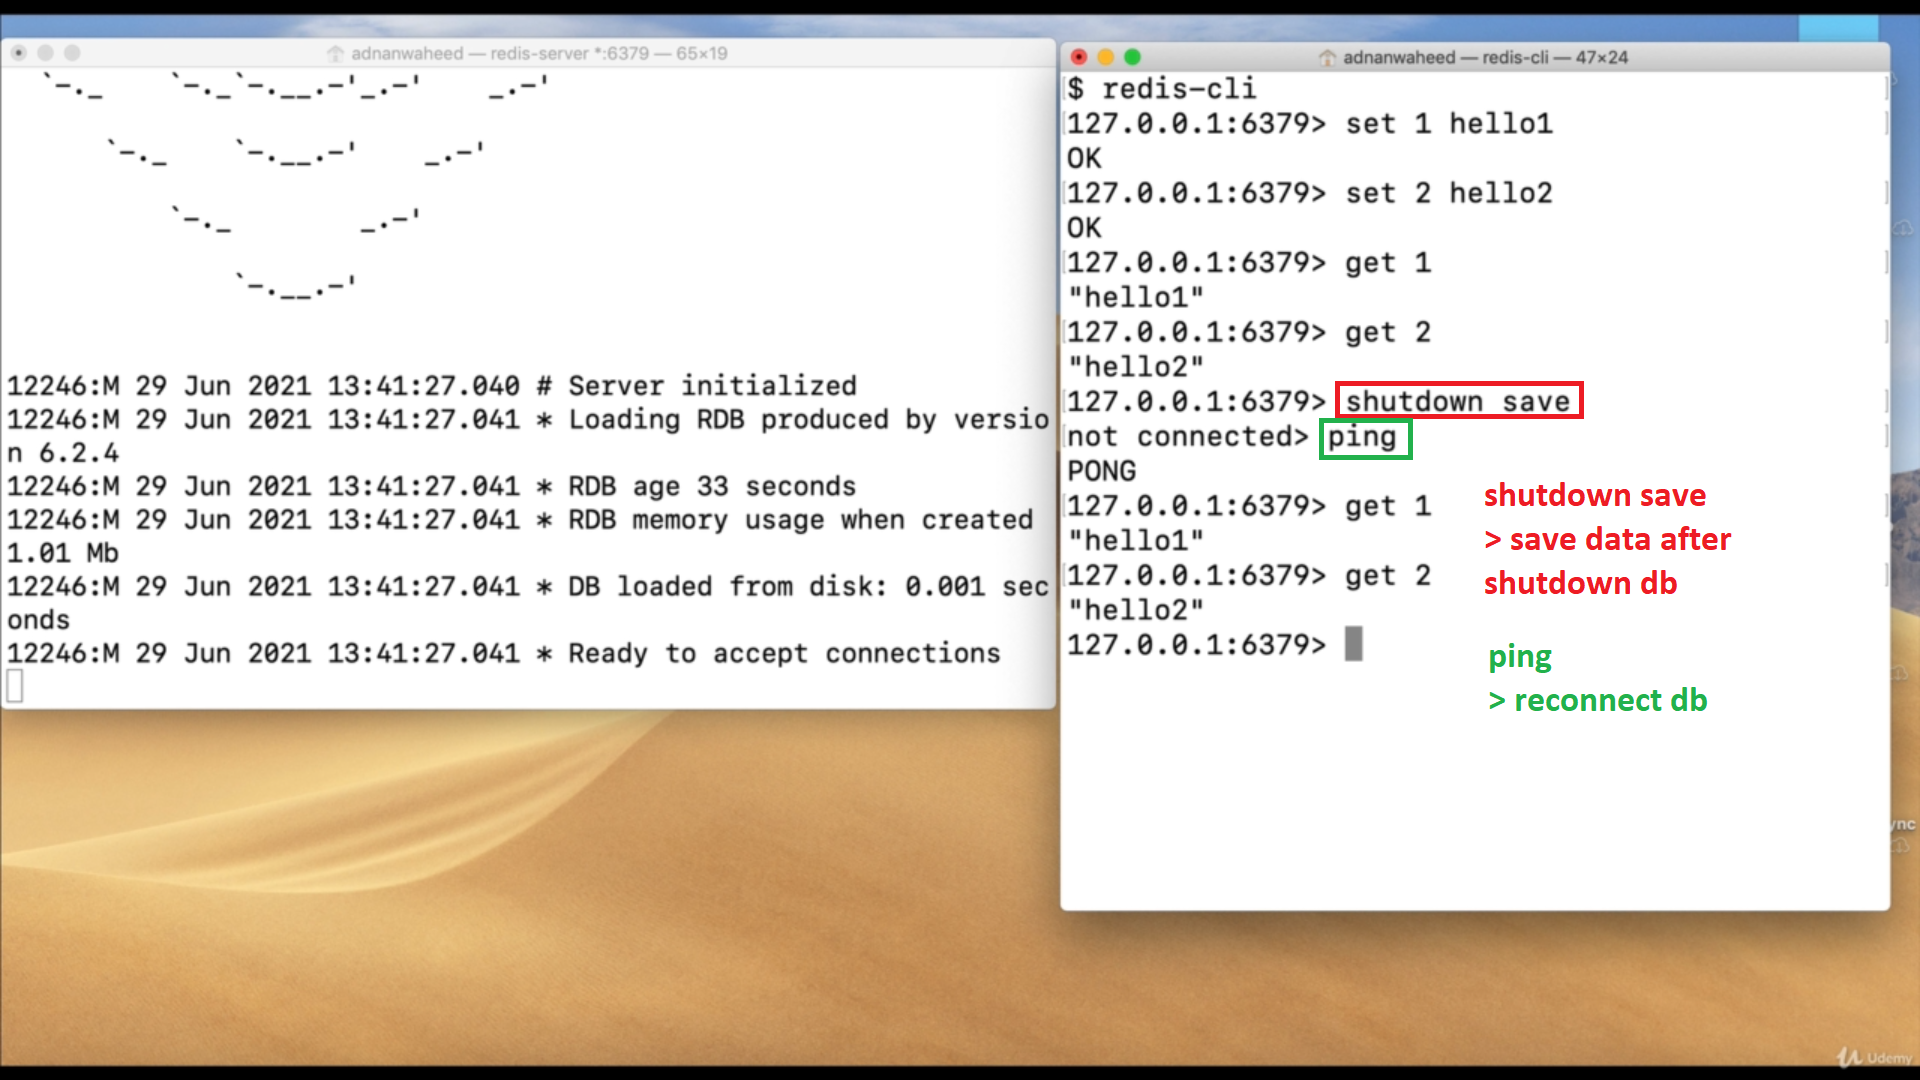 adnanwaheed — redis-server *:6379 — 65×19
`-._    `-._`-.__.-'_.-'    _.-'
`-._    `-.__.-'    _.-'
`-._        _.-'
`-.__.-'
12246:M 29 Jun 2021 13:41:27.040 # Server initialized
12246:M 29 Jun 2021 13:41:27.041 * Loading RDB produced by versio
n 6.2.4
12246:M 29 Jun 2021 13:41:27.041 * RDB age 33 seconds
12246:M 29 Jun 2021 13:41:27.041 * RDB memory usage when created
1.01 Mb
12246:M 29 Jun 2021 13:41:27.041 * DB loaded from disk: 0.001 sec
onds
12246:M 29 Jun 2021 13:41:27.041 * Ready to accept connections
adnanwaheed — redis-cli — 47×24
$ redis-cli
127.0.0.1:6379> set 1 hello1
OK
127.0.0.1:6379> set 2 hello2
OK
127.0.0.1:6379> get 1
"hello1"
127.0.0.1:6379> get 2
"hello2"
127.0.0.1:6379> shutdown save
not connected> ping
PONG
127.0.0.1:6379> get 1
"hello1"
127.0.0.1:6379> get 2
"hello2"
127.0.0.1:6379>
shutdown save
> save data after
shutdown db
ping
> reconnect db
ync
Udemy